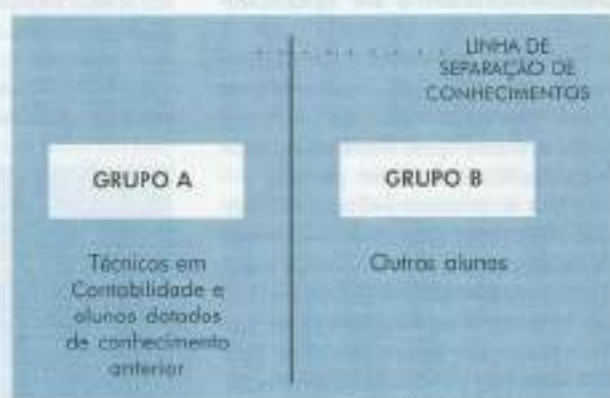 LINHA DE
SEPARAÇÃO DE
CONHECIMENTOS
GRUPO A
Técnicos em
Contabilidade e
alunos dotados
de conhecimento
anterior
GRUPO B
Outros alunos